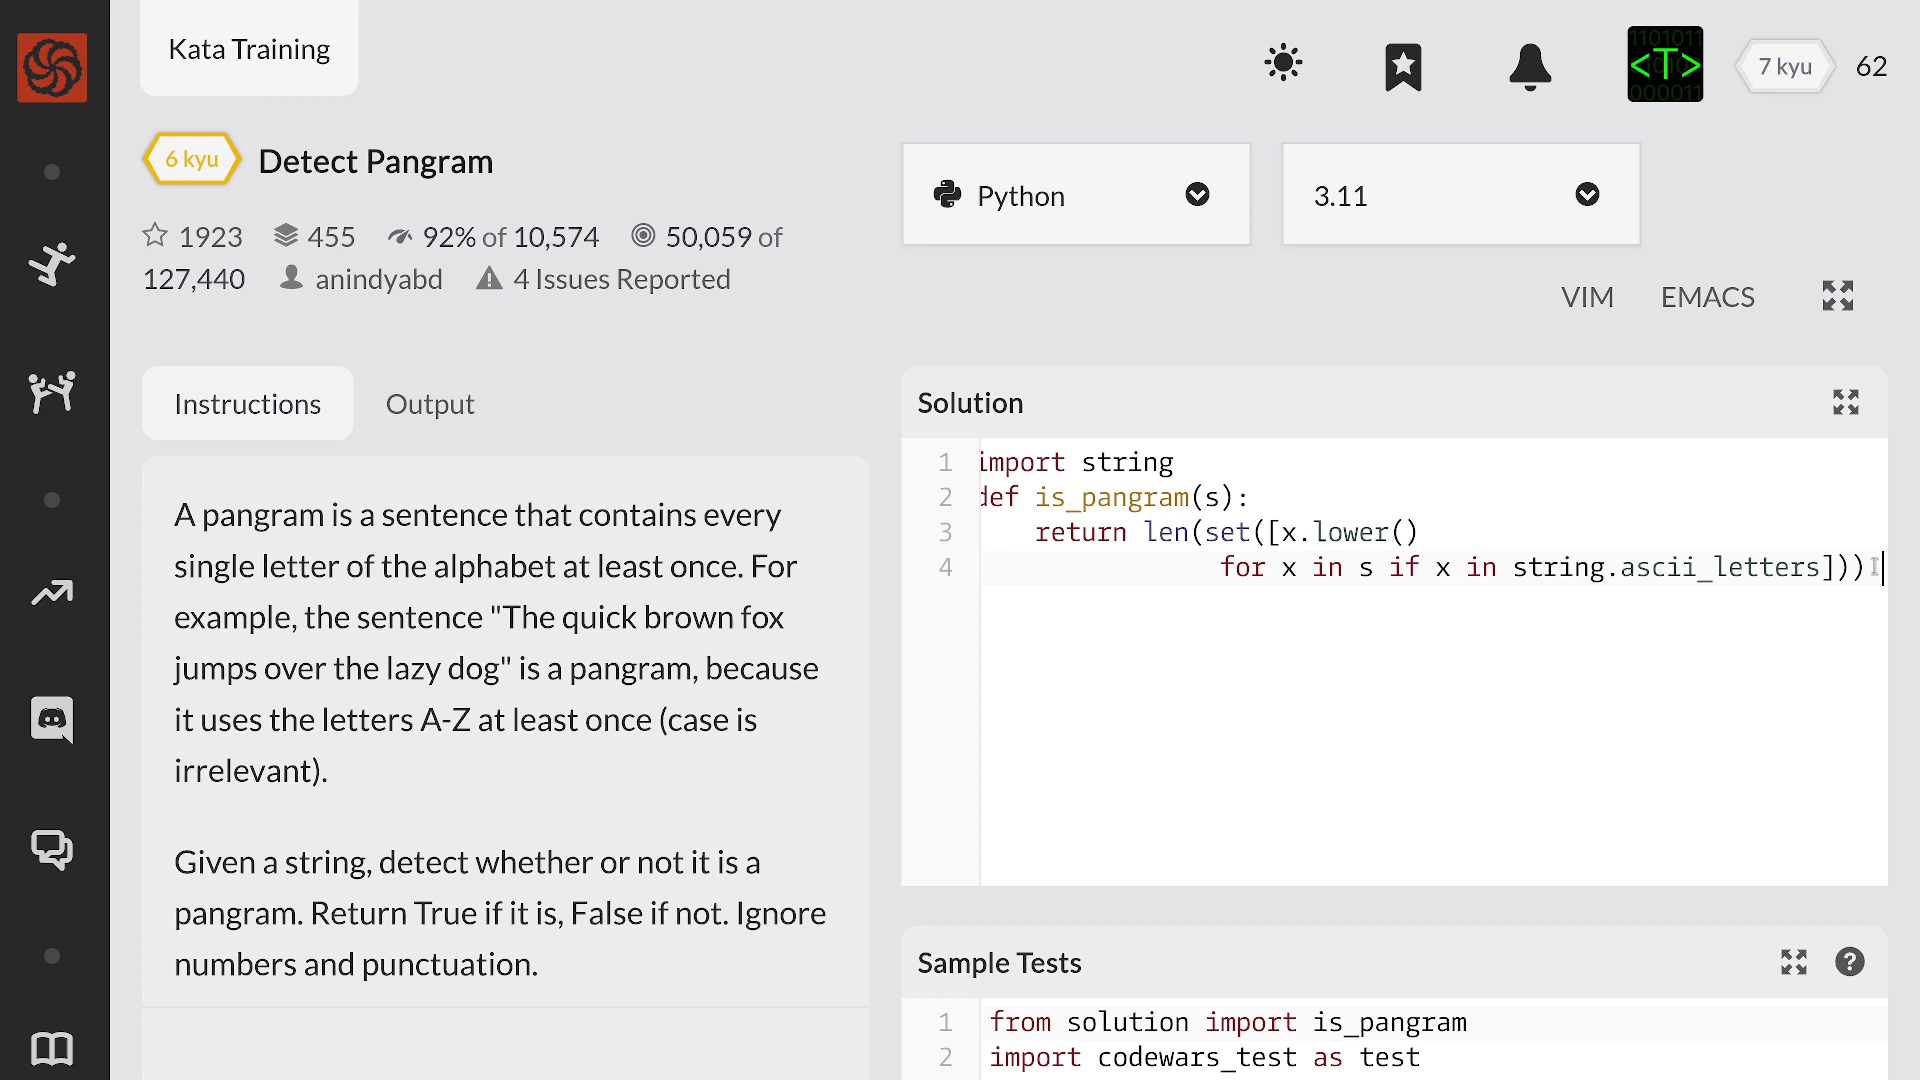 Kata Training
<T>
7 kyu
62
6 kyu
Detect Pangram
1923 455 92% of 10,574 50,059 of
127,440 anindyabd 4 Issues Reported
Python
3.11
VIM EMACS
Instructions
Output
A pangram is a sentence that contains every
single letter of the alphabet at least once. For
example, the sentence "The quick brown fox
jumps over the lazy dog" is a pangram, because
it uses the letters A-Z at least once (case is
irrelevant).
Given a string, detect whether or not it is a
pangram. Return True if it is, False if not. Ignore
numbers and punctuation.
Solution
1 import string
2 def is_pangram(s):
3 return len(set([x.lower()
4 for x in s if x in string.ascii_letters]))
Sample Tests
1 from solution import is_pangram
2 import codewars_test as test